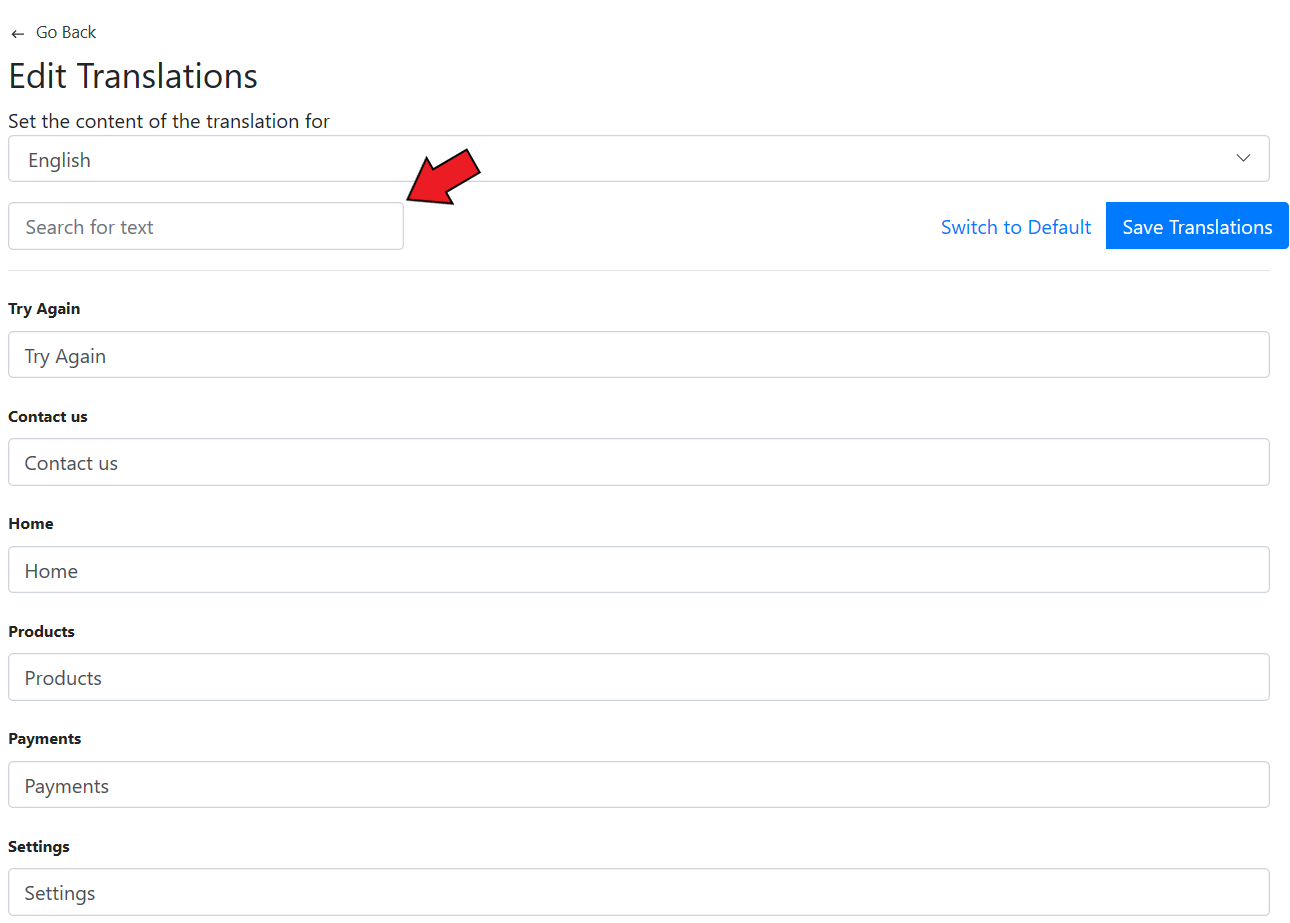 Go Back
Edit Translations
Set the content of the translation for
English
Search for text
Switch to Default
Save Translations
Try Again
Try Again
Contact us
Contact us
Home
Home
Products
Products
Payments
Payments
Settings
Settings